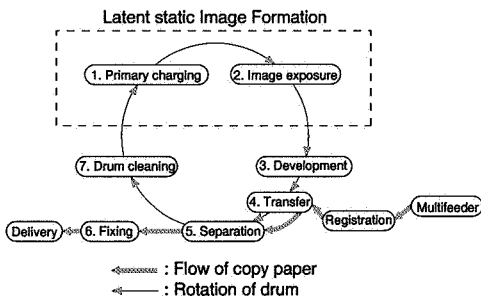 Latent static Image Formation
1. Primary charging
2. Image exposure
7. Drum cleaning
3. Development
4. Transfer
Multifeeder
Registration
Delivery
6. Fixing
5. Separation
: Flow of copy paper
: Rotation of drum